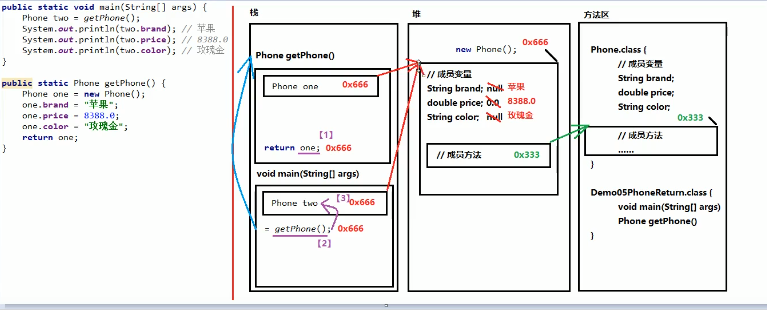 public static void main(String[] args) {
Phone two = getPhone();
System.out.println(two.brand); // 苹果
System.out.println(two.price); // 8388.0
System.out.println(two.color); // 玫瑰金
}
public static Phone getPhone() {
Phone one = new Phone();
one.brand = "苹果";
one.price = 8388.0;
one.color = "玫瑰金";
return one;
}
栈
Phone getPhone()
Phone one 0x666
【1】
return one; 0x666
void main(String[] args)
【3】
Phone two 0x666
= getPhone(); 0x666
【2】
堆
0x666
new Phone();
// 成员变量
String brand; null 苹果
double price; 0.0 8388.0
String color; null 玫瑰金
// 成员方法 0x333
方法区
Phone.class {
// 成员变量
String brand;
double price;
String color;
0x333
// 成员方法
......
}
Demo05PhoneReturn.class {
void main(String[] args)
Phone getPhone()
}